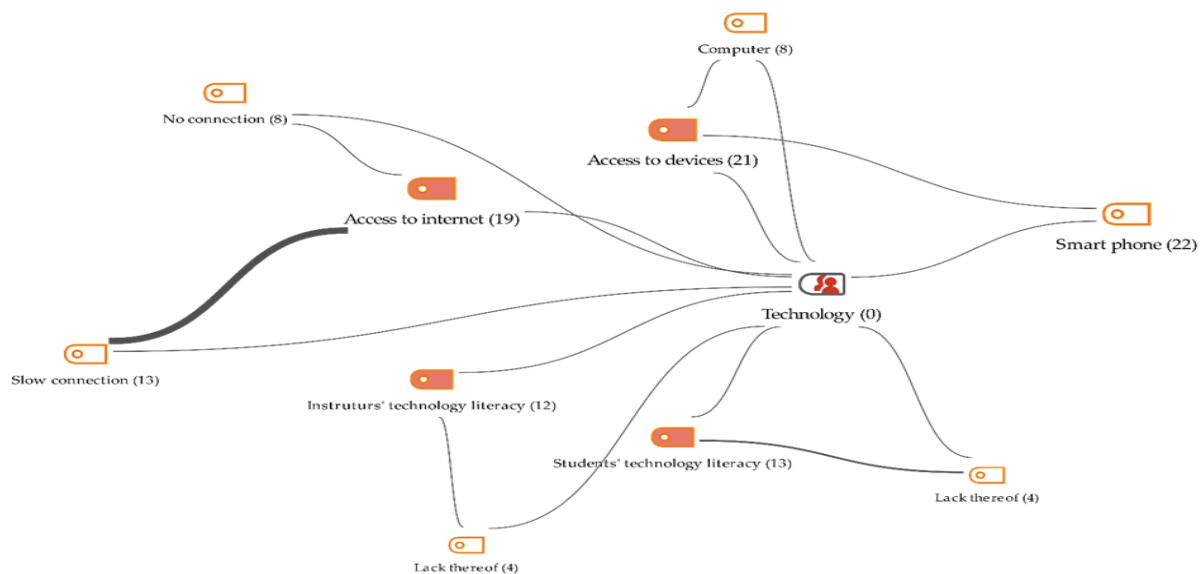 Computer (8)
No connection (8)
Access to devices (21)
Access to internet (19)
Smart phone (22)
Technology (0)
Slow connection (13)
Instruturs' technology literacy (12)
Students' technology literacy (13)
Lack thereof (4)
Lack thereof (4)